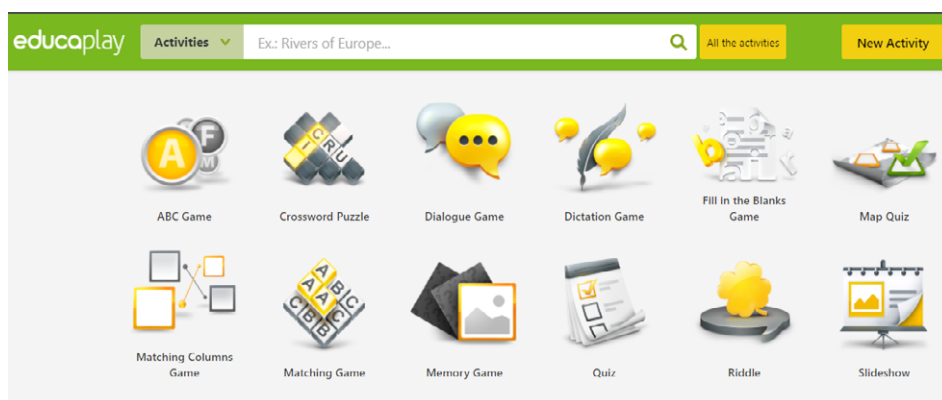 educaplay Activities Ex.: Rivers of Europe... All the activities New Activity
ABC Game Crossword Puzzle Dialogue Game Dictation Game Fill in the Blanks
Game Map Quiz
Matching Columns
Game Matching Game Memory Game Quiz Riddle Slideshow